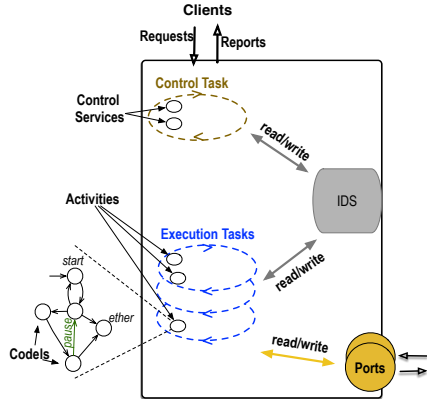 Clients
Requests
Reports
Control Task
Control
Services
read/write
IDS
Activities
Execution Tasks
read/write
start
ether
pause
Codels
read/write
Ports